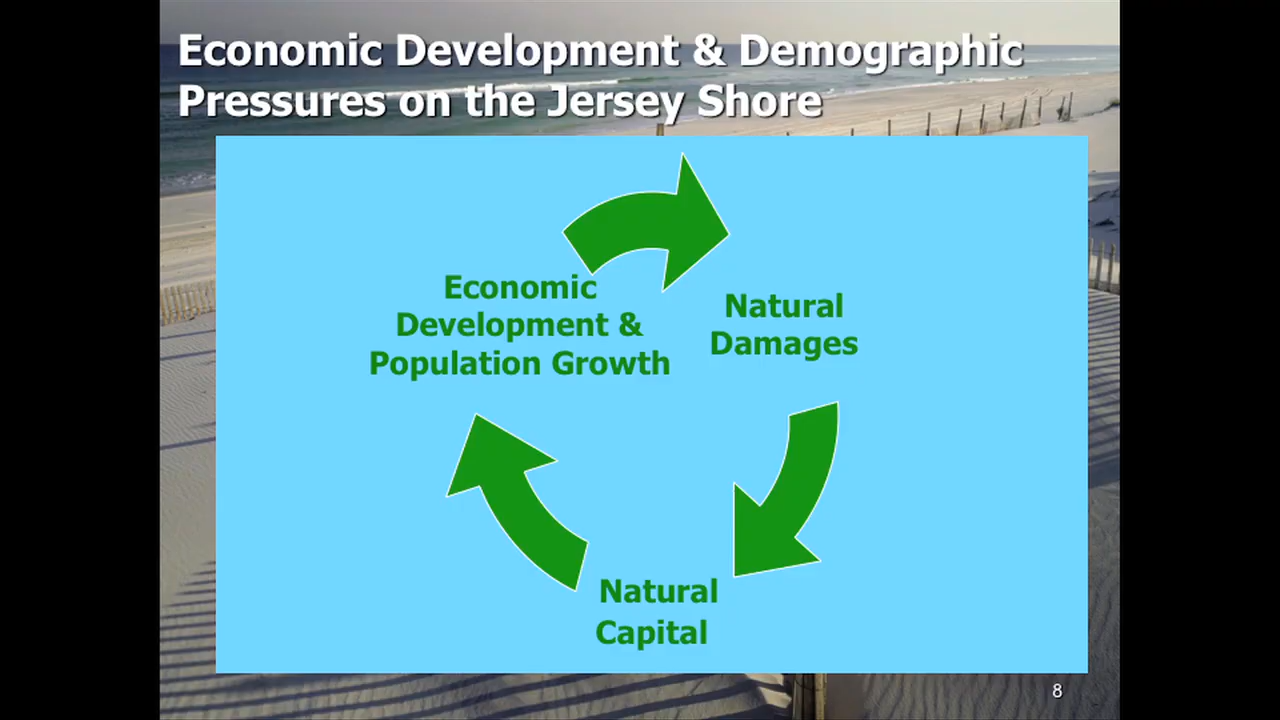 Economic Development & Demographic
Pressures on the Jersey Shore
Economic
Development &
Population Growth
Natural
Damages
Natural
Capital
8